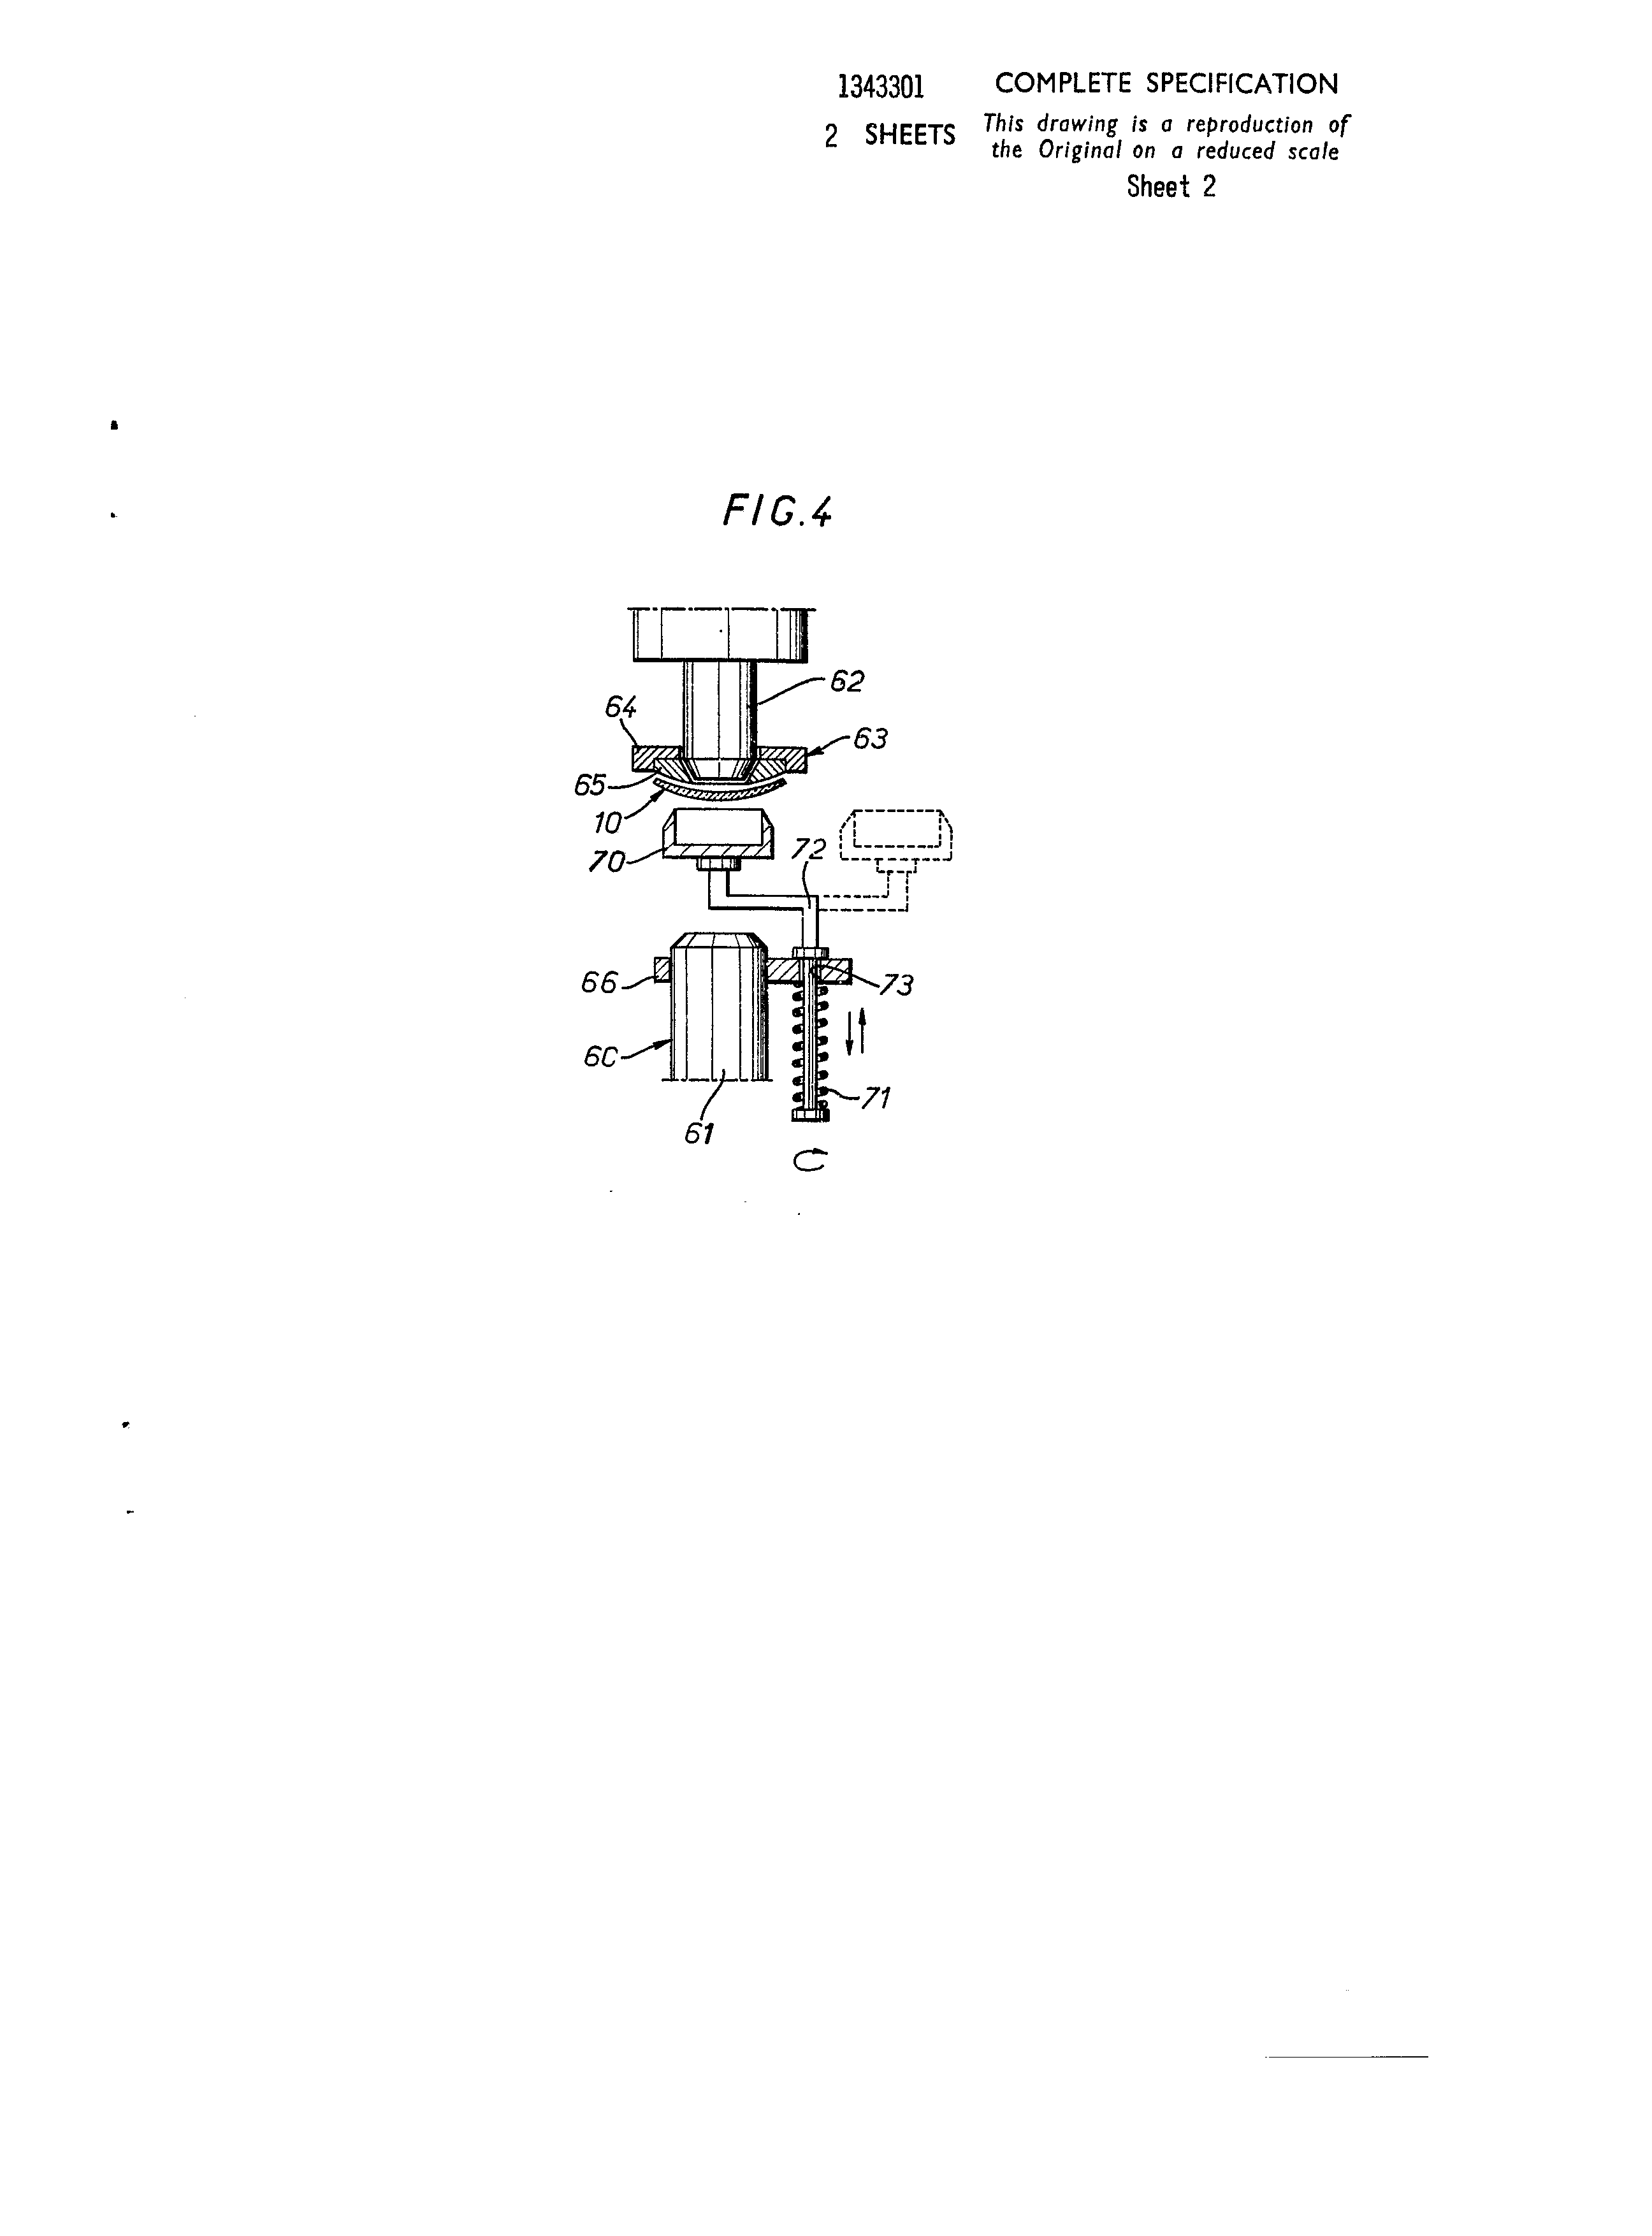 1343301 COMPLETE SPECIFICATION
2 SHEETS This drawing is a reproduction of
the Original on a reduced scale
Sheet 2
FIG.4
62
64
63
65
10
70
72
66
73
60
71
61